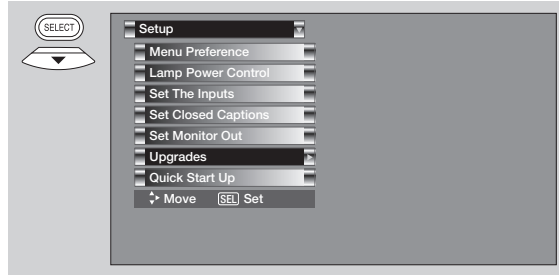 SELECT
Setup
Menu Preference
Lamp Power Control
Set The Inputs
Set Closed Captions
Set Monitor Out
Upgrades
Quick Start Up
Move SEL Set